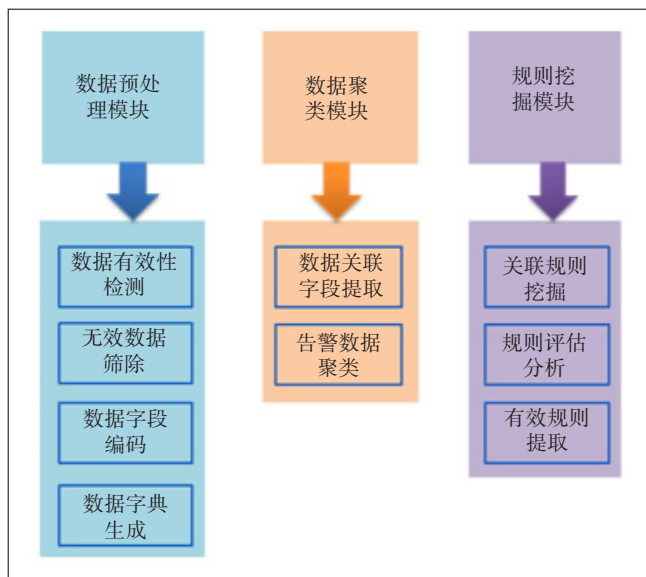 数据预处
理模块
数据有效性
检测
无效数据
筛除
数据字段
编码
数据字典
生成
数据聚
类模块
数据关联
字段提取
告警数据
聚类
规则挖
掘模块
关联规则
挖掘
规则评估
分析
有效规则
提取